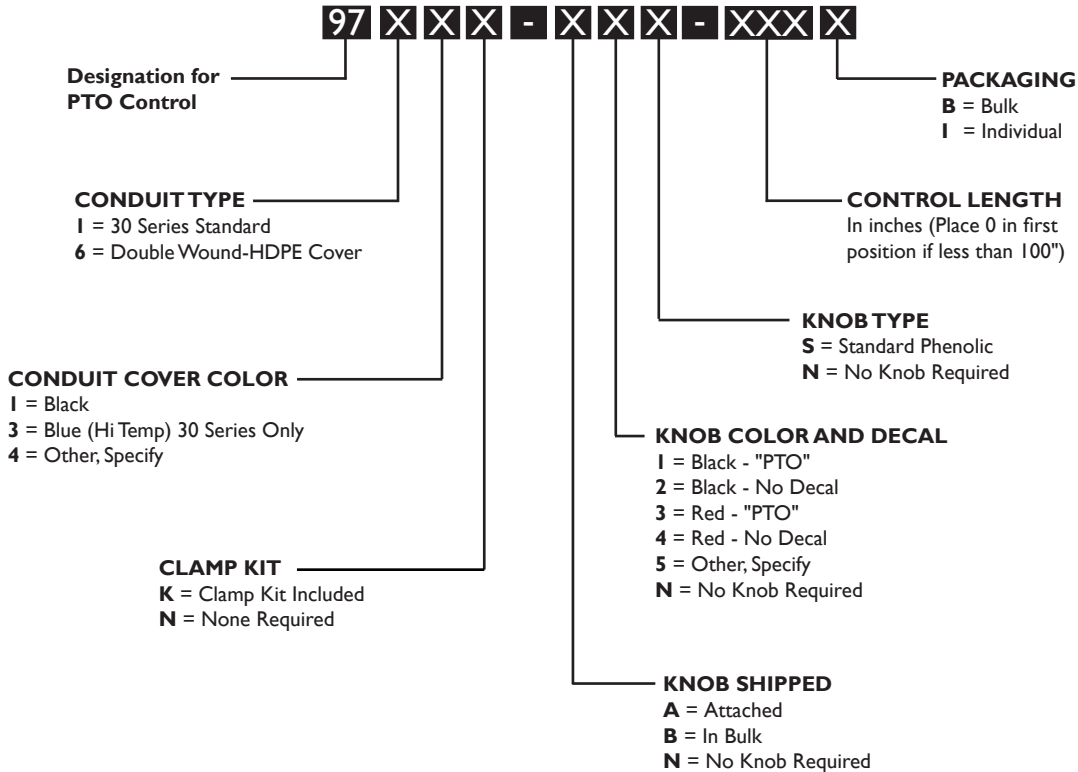 97 X X X - X X X - XXX X
Designation for
PTO Control
PACKAGING
B = Bulk
I = Individual
CONDUIT TYPE
1 = 30 Series Standard
6 = Double Wound-HDPE Cover
CONTROL LENGTH
In inches (Place 0 in first
position if less than 100")
KNOB TYPE
S = Standard Phenolic
N = No Knob Required
CONDUIT COVER COLOR
1 = Black
3 = Blue (Hi Temp) 30 Series Only
4 = Other, Specify
KNOB COLOR AND DECAL
1 = Black - "PTO"
2 = Black - No Decal
3 = Red - "PTO"
4 = Red - No Decal
5 = Other, Specify
N = No Knob Required
CLAMP KIT
K = Clamp Kit Included
N = None Required
KNOB SHIPPED
A = Attached
B = In Bulk
N = No Knob Required